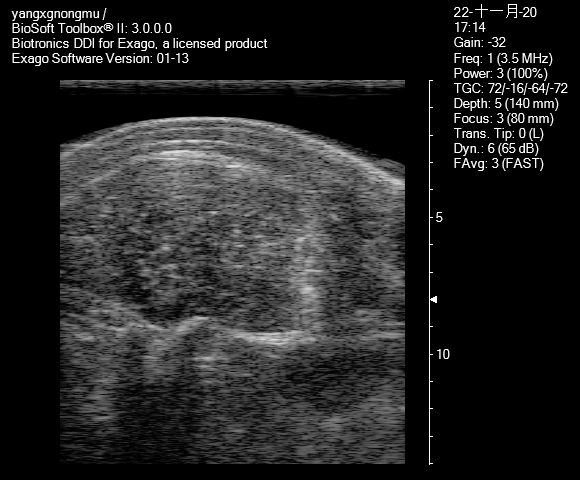 yangxgnongmu /
BioSoft Toolbox® II: 3.0.0.0
Biotronics DDI for Exago, a licensed product
Exago Software Version: 01-13
22-十一月-20
17:14
Gain: -32
Freq: 1 (3.5 MHz)
Power: 3 (100%)
TGC: 72/-16/-64/-72
Depth: 5 (140 mm)
Focus: 3 (80 mm)
Trans. Tip: 0 (L)
Dyn.: 6 (65 dB)
FAvg: 3 (FAST)
5
10